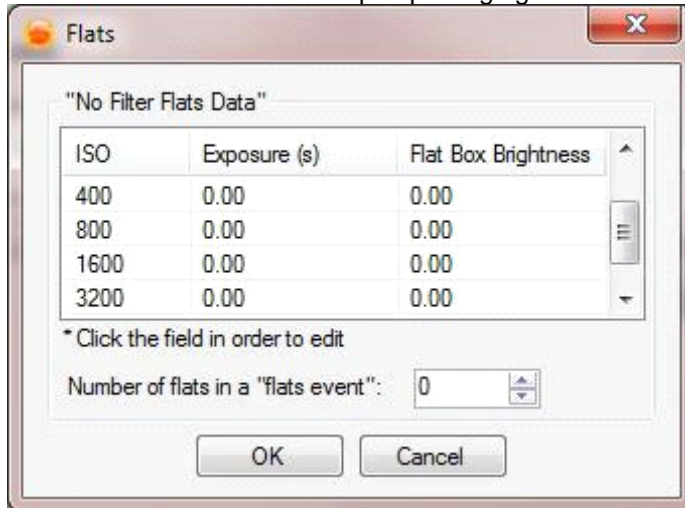 Flats
"No Filter Flats Data"
ISO Exposure (s) Flat Box Brightness
400 0.00 0.00
800 0.00 0.00
1600 0.00 0.00
3200 0.00 0.00
* Click the field in order to edit
Number of flats in a "flats event": 0
OK Cancel